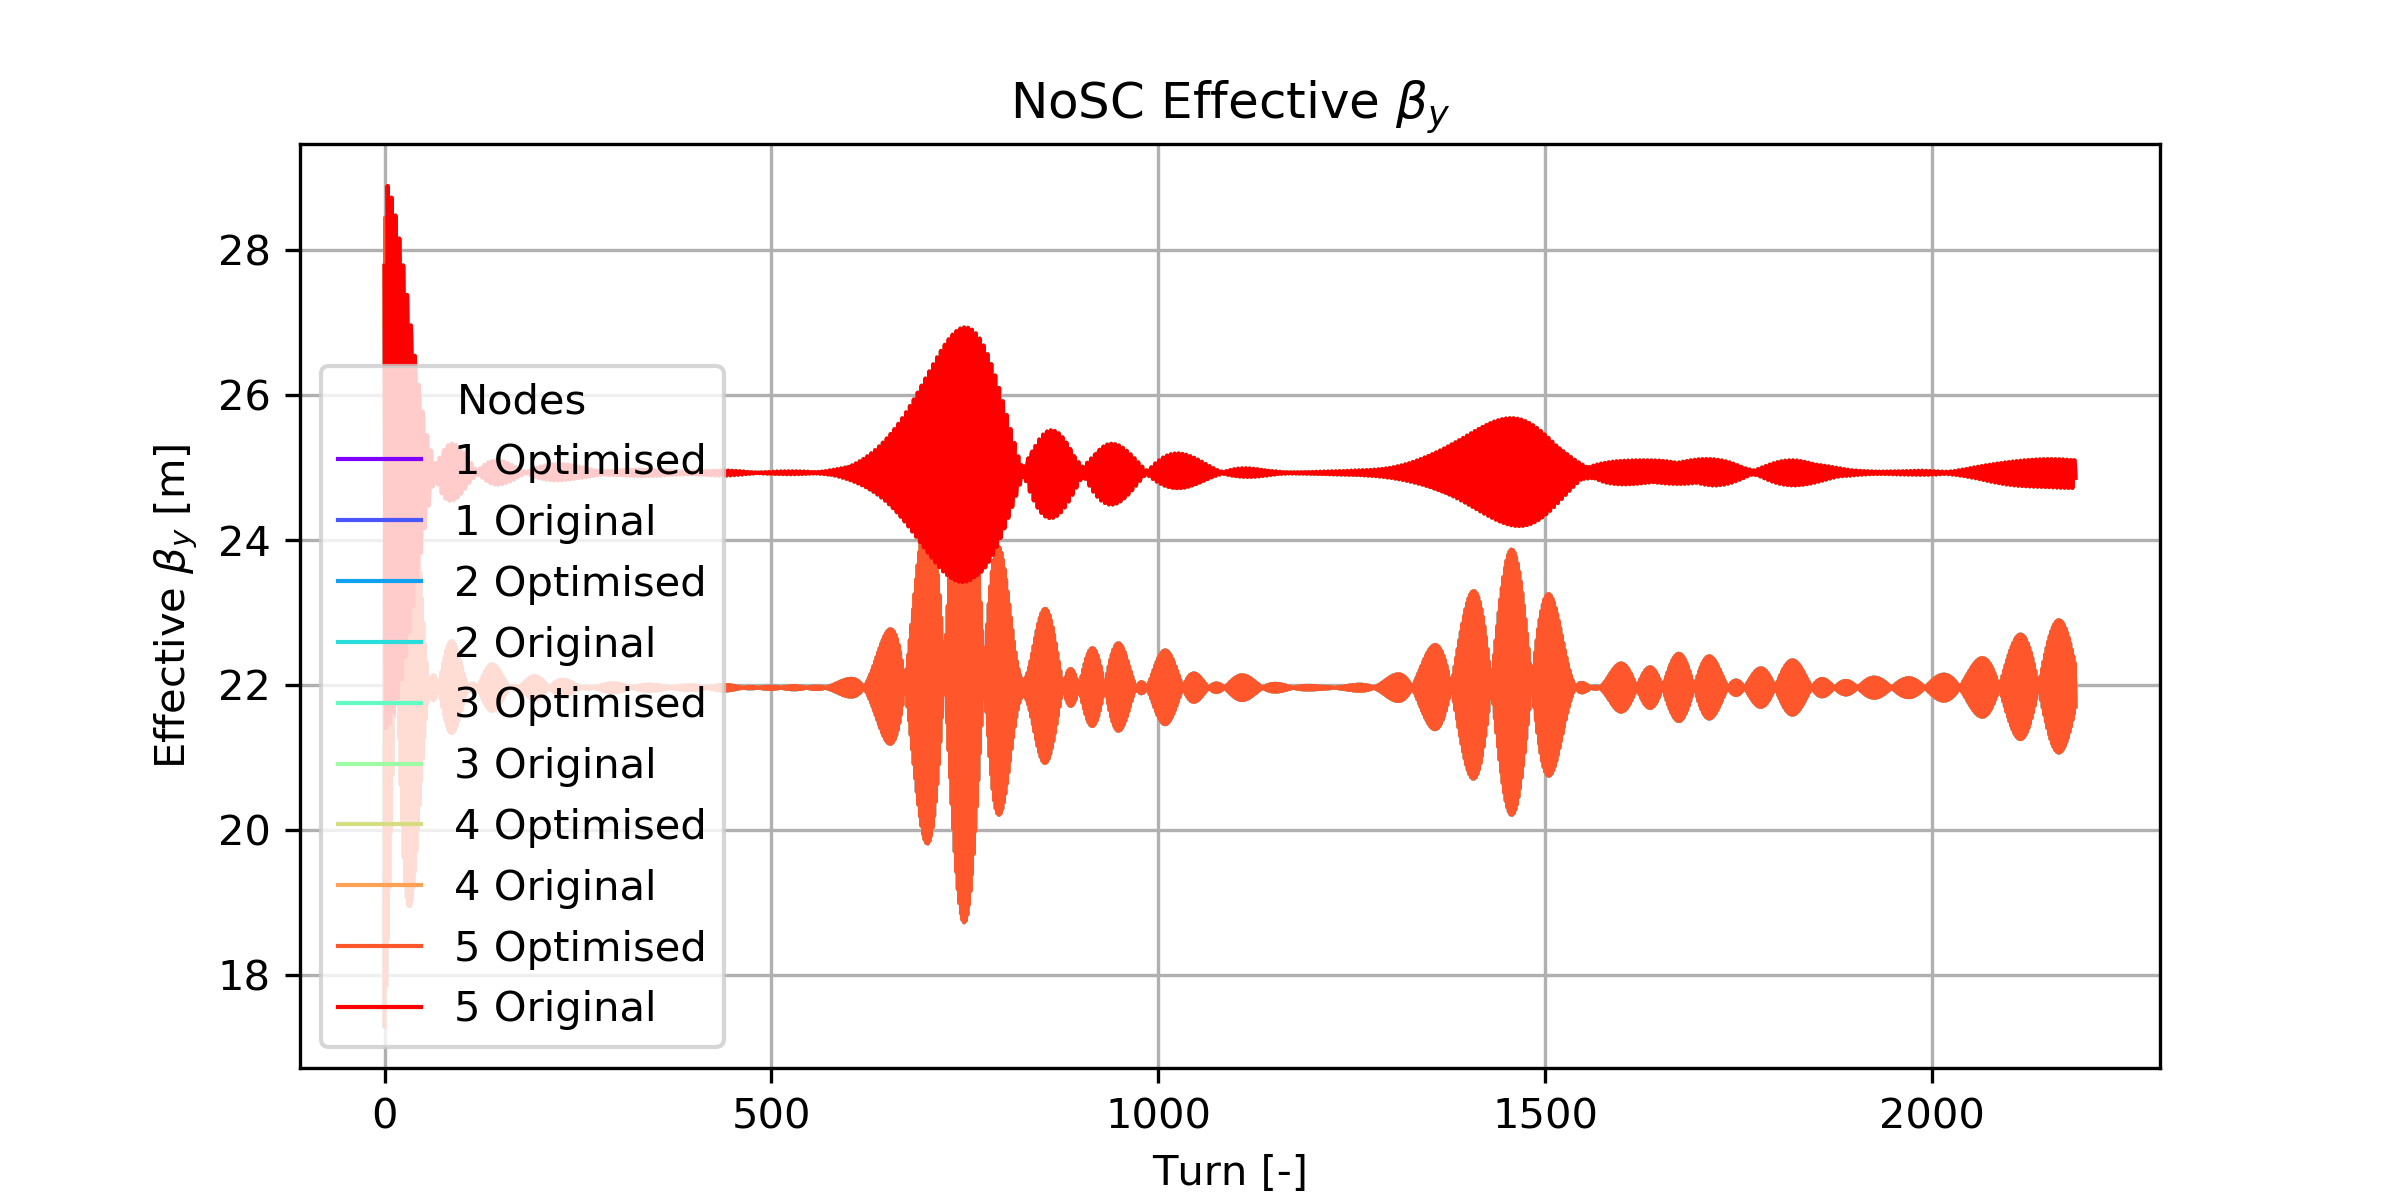 NoSC Effective βy
Effective βy [m]
28
26
24
22
20
18
Nodes
1 Optimised
1 Original
2 Optimised
2 Original
3 Optimised
3 Original
4 Optimised
4 Original
5 Optimised
5 Original
0 500 1000 1500 2000
Turn [-]